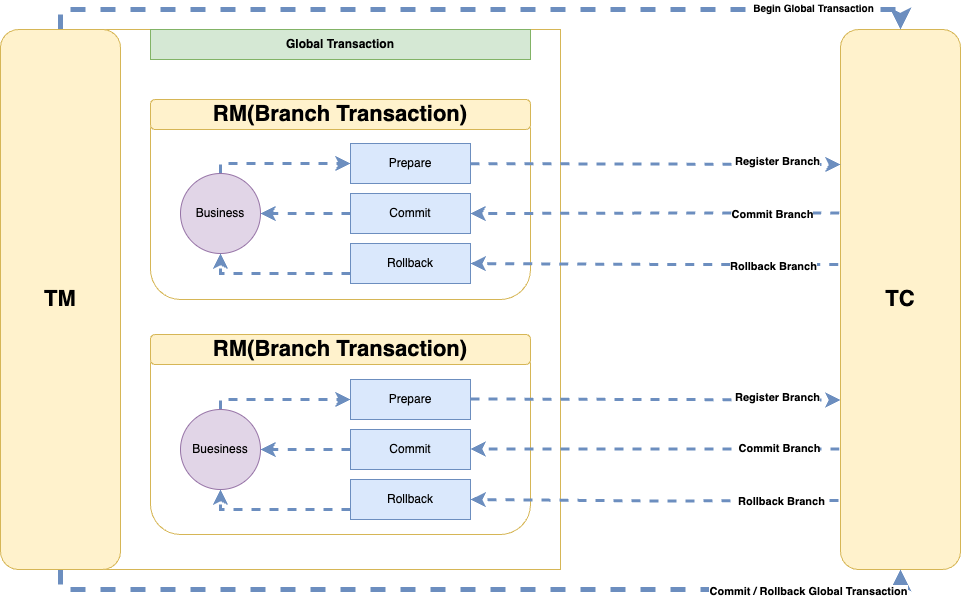 Begin Global Transaction
Global Transaction
RM(Branch Transaction)
Prepare
Register Branch
Business
Commit
Commit Branch
Rollback
Rollback Branch
TM
TC
RM(Branch Transaction)
Prepare
Register Branch
Buesiness
Commit
Commit Branch
Rollback
Rollback Branch
Commit / Rollback Global Transaction